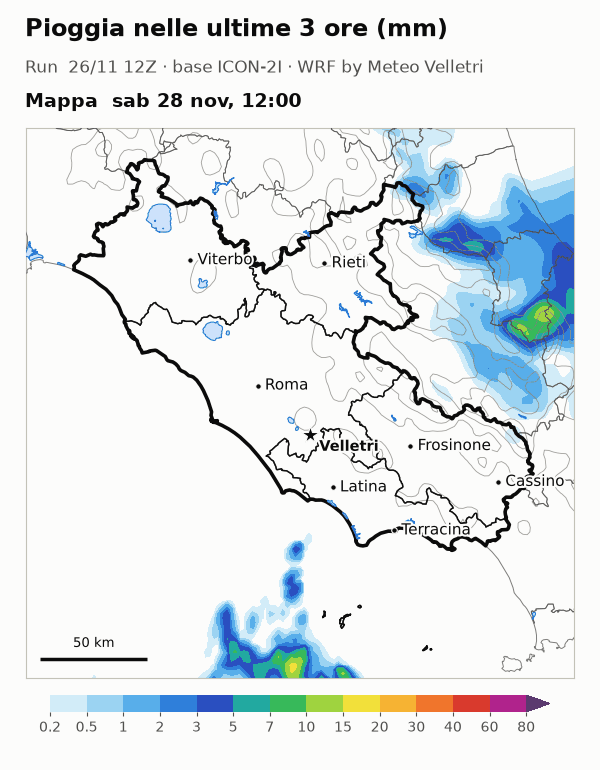 Pioggia nelle ultime 3 ore (mm)
Run  26/11 12Z · base ICON-2I · WRF by Meteo Velletri
Mappa  sab 28 nov, 12:00
Viterbo
Rieti
Roma
Velletri
Frosinone
Latina
Cassino
Terracina
50 km
0.2 0.5 1 2 3 5 7 10 15 20 30 40 60 80